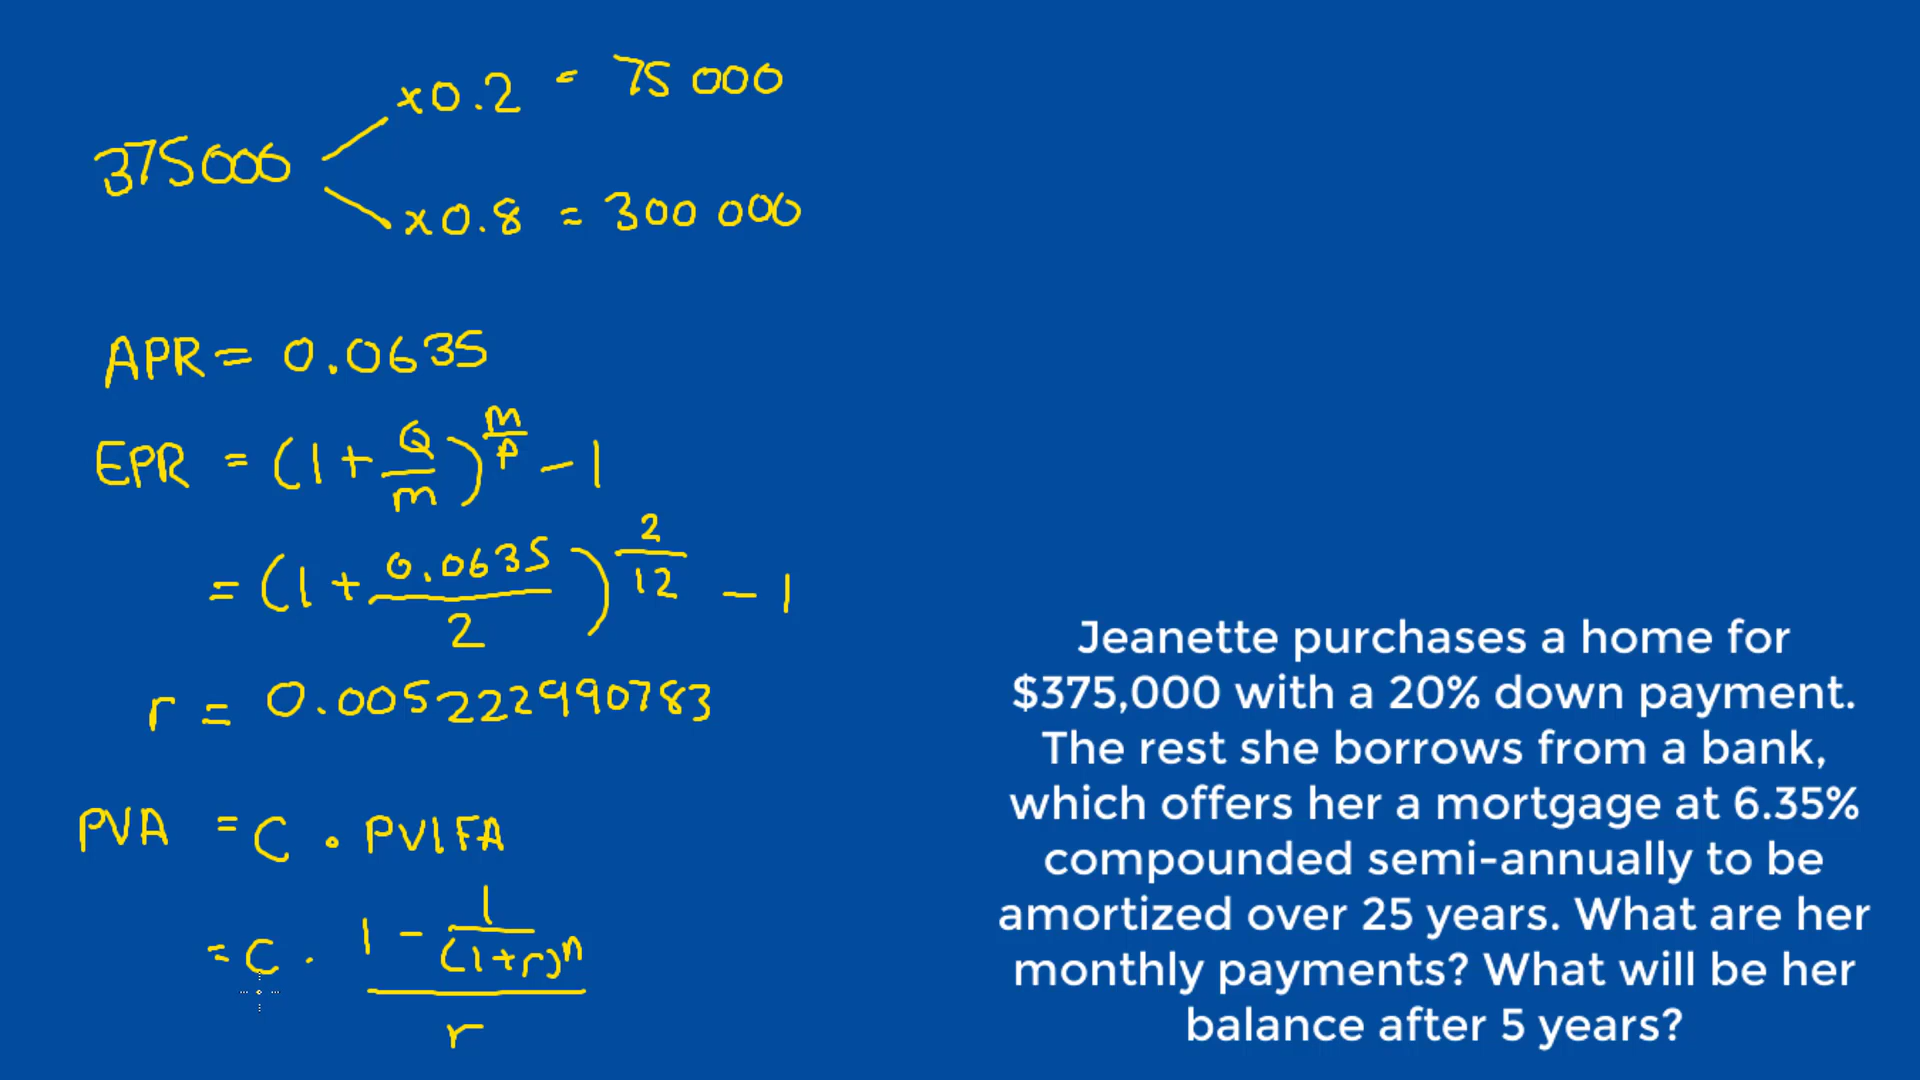 375000
×0.2 = 75 000
×0.8 = 300 000
APR = 0.0635
EPR = (1 + Q/m)^(m/p) - 1
= (1 + 0.0635/2)^(2/12) - 1
r = 0.005222990783
PVA = C · PVIFA
= C · (1 - 1/(1+r)^n)/r
Jeanette purchases a home for
$375,000 with a 20% down payment.
The rest she borrows from a bank,
which offers her a mortgage at 6.35%
compounded semi-annually to be
amortized over 25 years. What are her
monthly payments? What will be her
balance after 5 years?